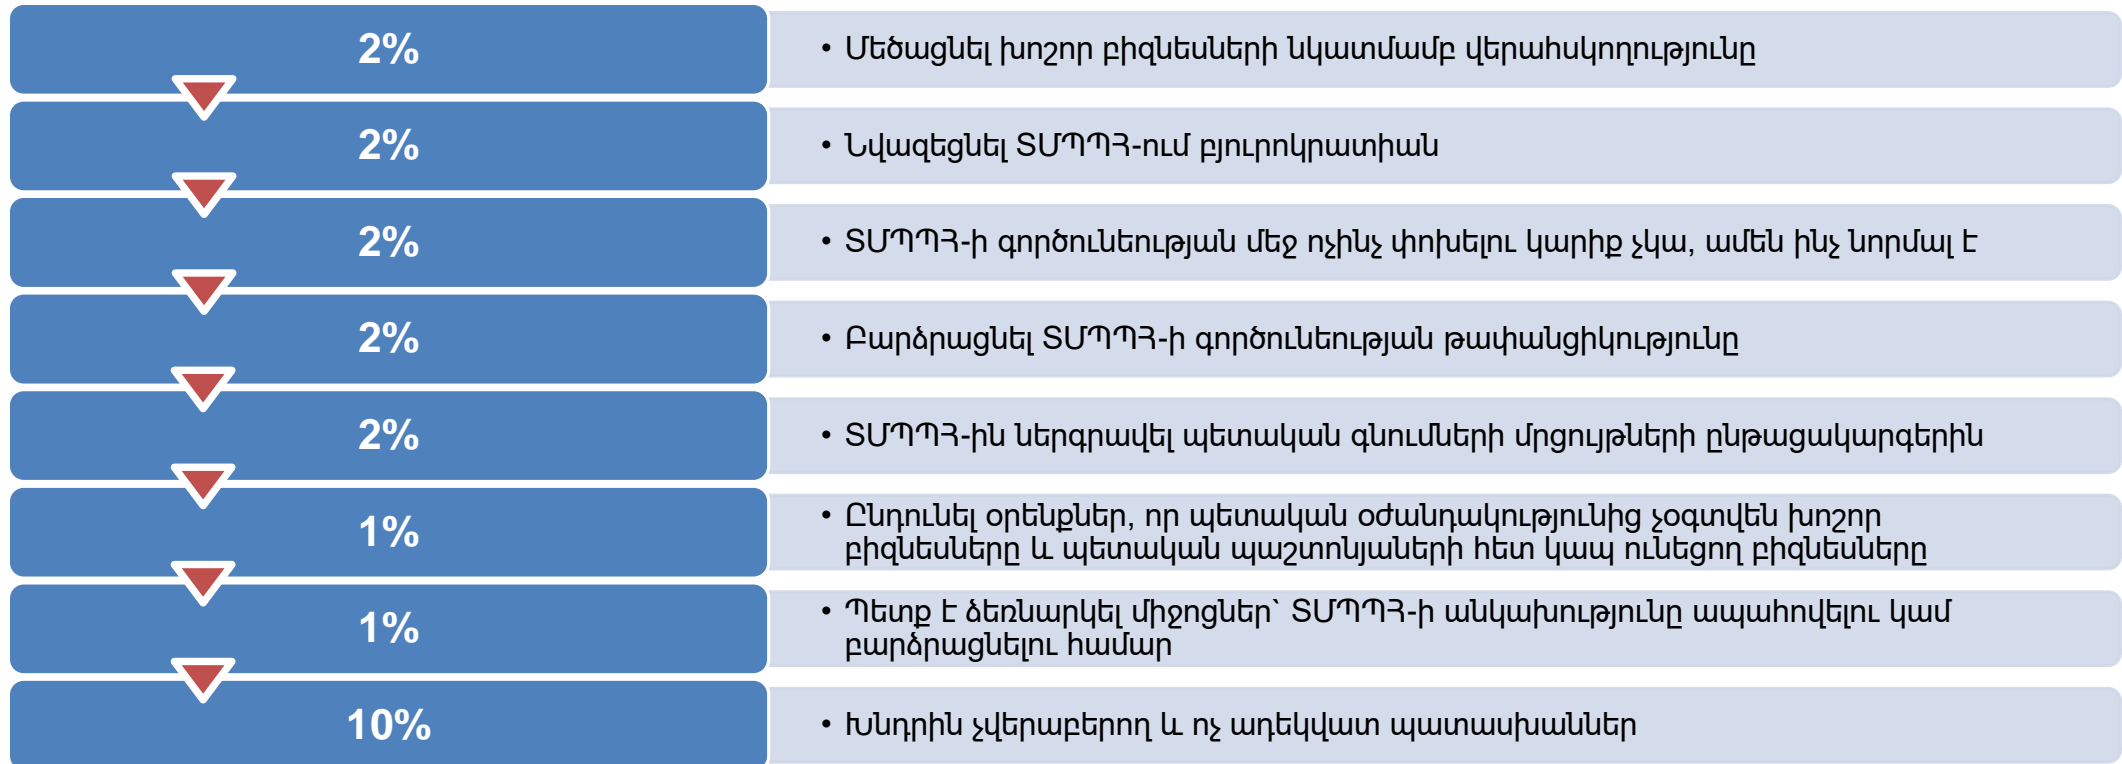 2%
• Մեծացնել խոշոր բիզնեսների նկատմամբ վերահսկողությունը
2%
• Նվազեցնել ՏՄՊՊՀ-ում բյուրոկրատիան
2%
• ՏՄՊՊՀ-ի գործունեության մեջ ոչինչ փոխելու կարիք չկա, ամեն ինչ նորմալ է
2%
• Բարձրացնել ՏՄՊՊՀ-ի գործունեության թափանցիկությունը
2%
• ՏՄՊՊՀ-ին ներգրավել պետական գնումների մրցույթների ընթացակարգերին
1%
• Ընդունել օրենքներ, որ պետական օժանդակությունից չօգտվեն խոշոր
բիզնեսները և պետական պաշտոնյաների հետ կապ ունեցող բիզնեսները
1%
• Պետք է ձեռնարկել միջոցներ` ՏՄՊՊՀ-ի անկախությունը ապահովելու կամ
բարձրացնելու համար
10%
• Խնդրին չվերաբերող և ոչ ադեկվատ պատասխաններ